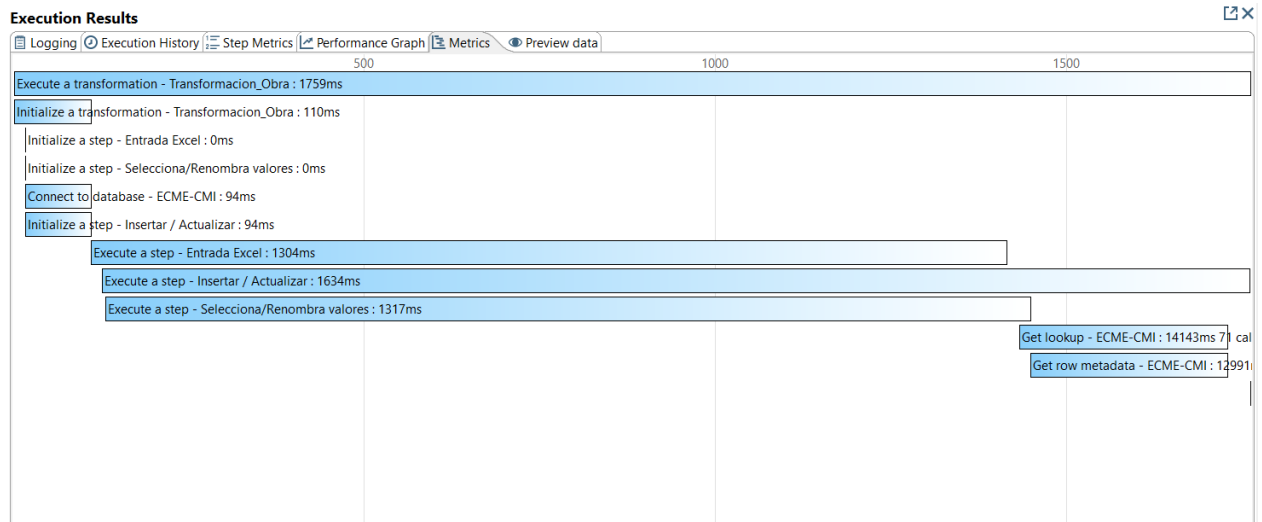 Execution Results
Logging Execution History Step Metrics Performance Graph Metrics Preview data
500 1000 1500
Execute a transformation - Transformacion_Obra : 1759ms
Initialize a transformation - Transformacion_Obra : 110ms
Initialize a step - Entrada Excel : 0ms
Initialize a step - Selecciona/Renombra valores : 0ms
Connect to database - ECME-CMI : 94ms
Initialize a step - Insertar / Actualizar : 94ms
Execute a step - Entrada Excel : 1304ms
Execute a step - Insertar / Actualizar : 1634ms
Execute a step - Selecciona/Renombra valores : 1317ms
Get lookup - ECME-CMI : 14143ms 71 cal
Get row metadata - ECME-CMI : 12991